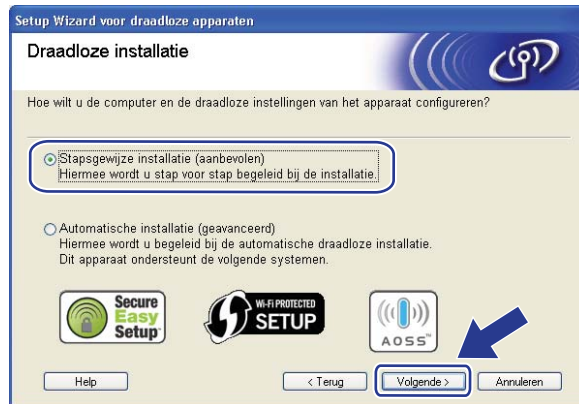 Setup Wizard voor draadloze apparaten
Draadloze installatie
Hoe wilt u de computer en de draadloze instellingen van het apparaat configureren?
Stapsgewijze installatie (aanbevolen)
Hiermee wordt u stap voor stap begeleid bij de installatie.
Automatische installatie (geavanceerd)
Hiermee wordt u begeleid bij de automatische draadloze installatie.
Dit apparaat ondersteunt de volgende systemen.
Secure
Easy
Setup
WI-FI PROTECTED
SETUP
AOSS™
Help
< Terug
Volgende >
Annuleren